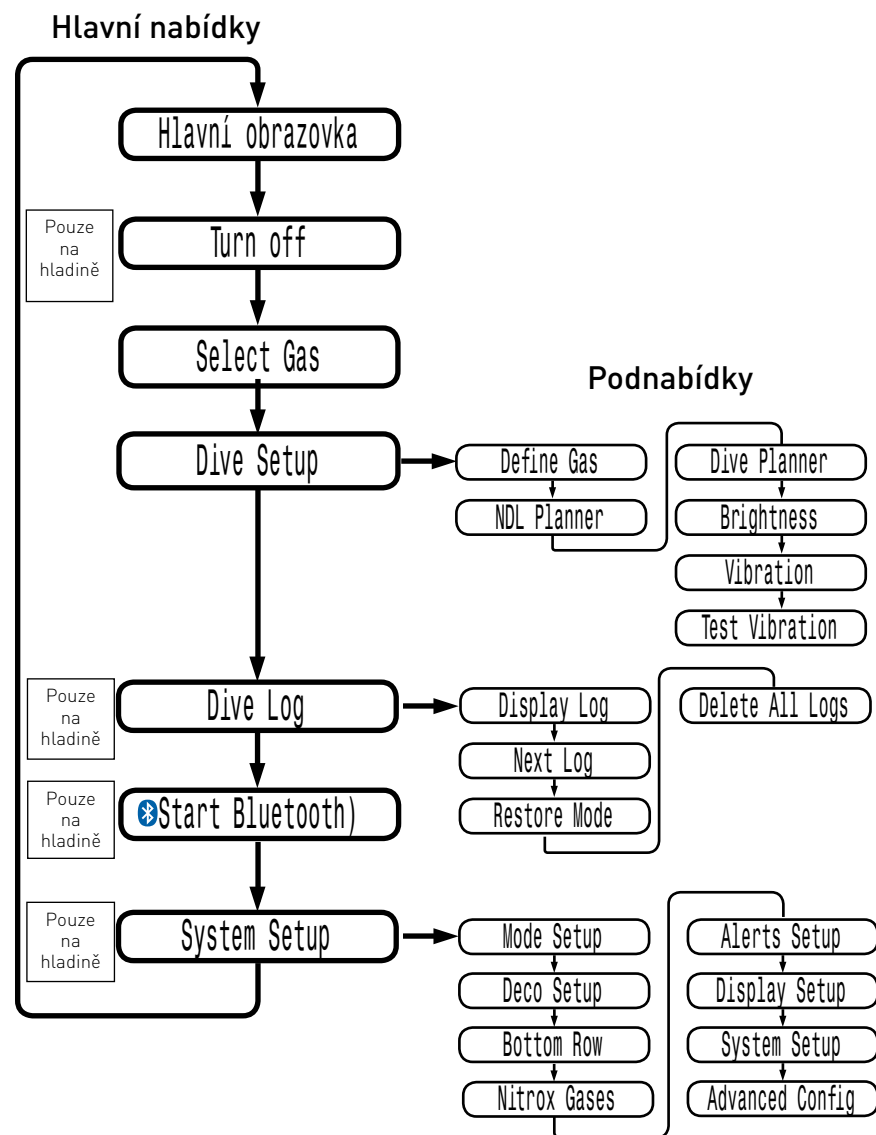 Hlavní nabídky
Hlavní obrazovka
Pouze
na
hladině
Turn off
Select Gas
Podnabídky
Dive Setup
Define Gas
NDL Planner
Dive Planner
Brightness
Vibration
Test Vibration
Pouze
na
hladině
Dive Log
Display Log
Next Log
Restore Mode
Delete All Logs
Pouze
na
hladině
Start Bluetooth)
Pouze
na
hladině
System Setup
Mode Setup
Deco Setup
Bottom Row
Nitrox Gases
Alerts Setup
Display Setup
System Setup
Advanced Config